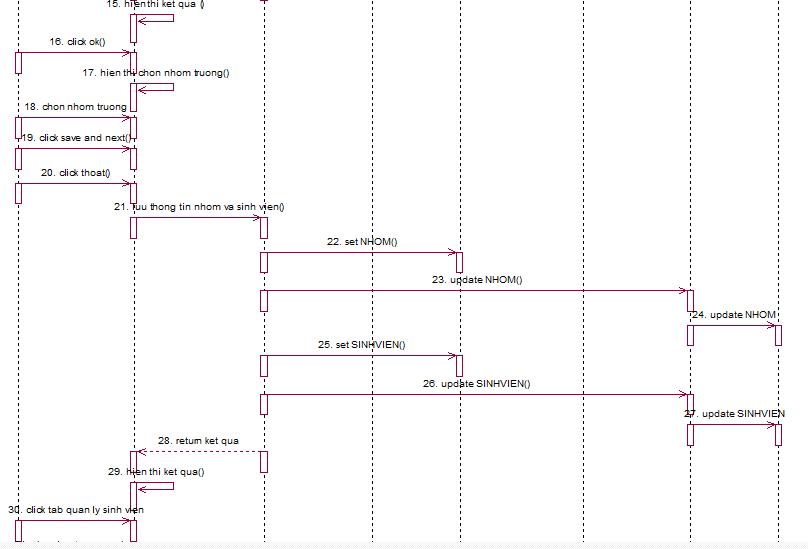 15. hien thi ket qua ()
16. click ok()
17. hien thi chon nhom truong()
18. chon nhom truong
19. click save and next()
20. click thoat()
21. luu thong tin nhom va sinh vien()
22. set NHOM()
23. update NHOM()
24. update NHOM
25. set SINHVIEN()
26. update SINHVIEN()
27. update SINHVIEN
28. return ket qua
29. hien thi ket qua()
30. click tab quan ly sinh vien